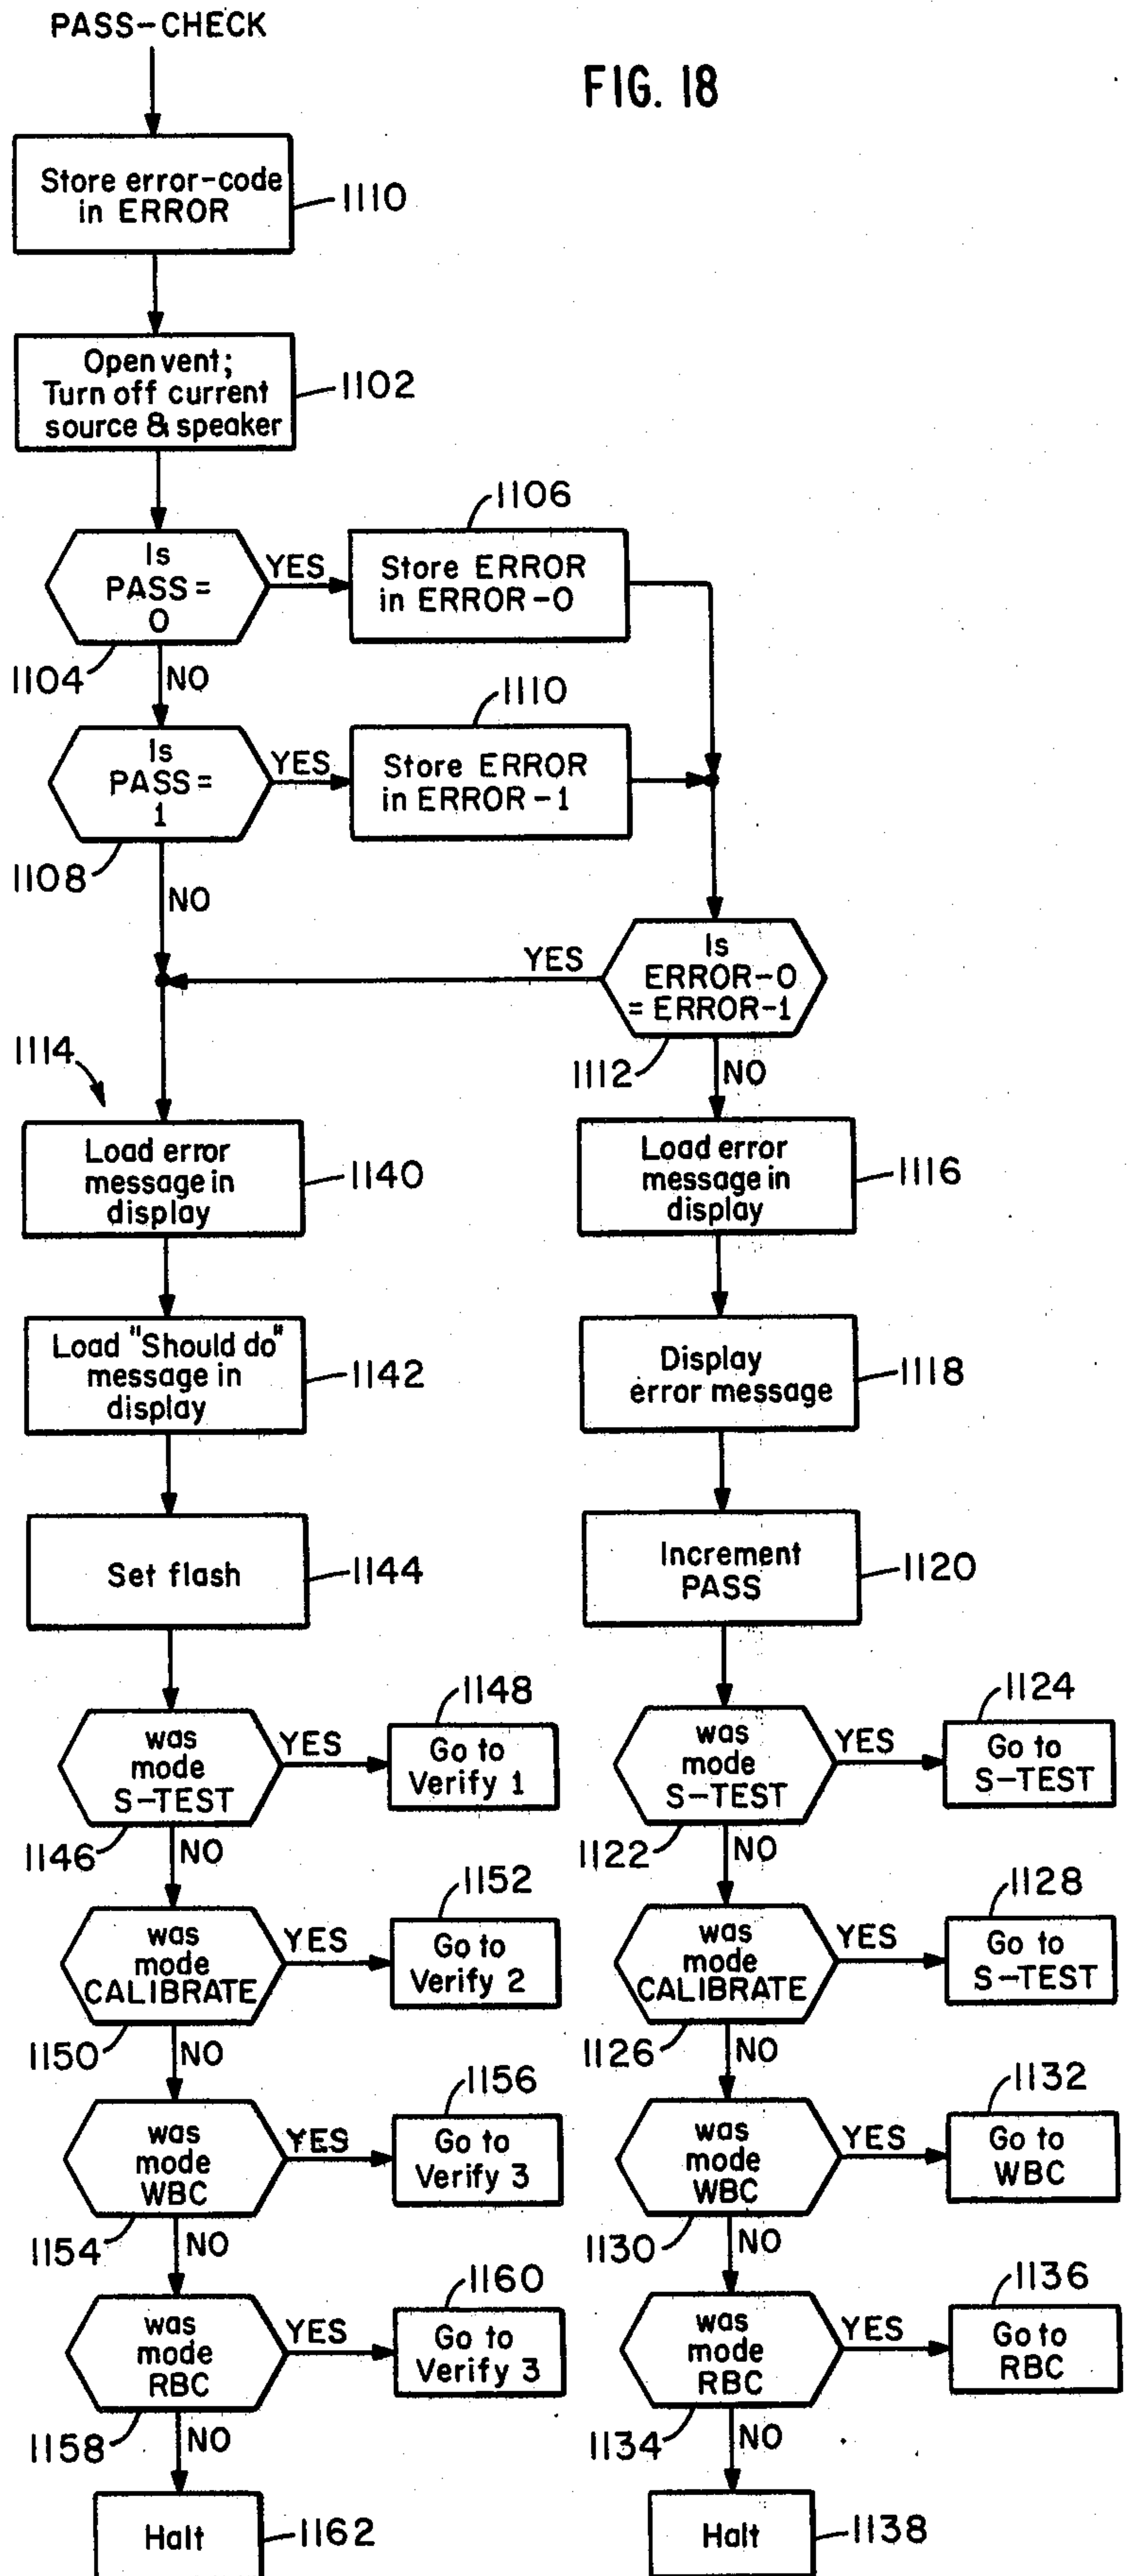 PASS-CHECK
FIG. 18
Store error-code
in ERROR
1110
Open vent;
Turn off current
source & speaker
1102
Is
PASS =
0
1104
YES
NO
1106
Store ERROR
in ERROR-0
Is
PASS =
1
1108
YES
NO
1110
Store ERROR
in ERROR-1
Is
ERROR-0
= ERROR-1
1112
YES
NO
1114
Load error
message in
display
1140
Load "Should do"
message in
display
1142
Set flash
1144
was
mode
S-TEST
1146
YES
NO
1148
Go to
Verify 1
was
mode
CALIBRATE
1150
YES
NO
1152
Go to
Verify 2
was
mode
WBC
1154
YES
NO
1156
Go to
Verify 3
was
mode
RBC
1158
YES
NO
1160
Go to
Verify 3
Halt
1162
Load error
message in
display
1116
Display
error message
1118
Increment
PASS
1120
was
mode
S-TEST
1122
YES
NO
1124
Go to
S-TEST
was
mode
CALIBRATE
1126
YES
NO
1128
Go to
S-TEST
was
mode
WBC
1130
YES
NO
1132
Go to
WBC
was
mode
RBC
1134
YES
NO
1136
Go to
RBC
Halt
1138